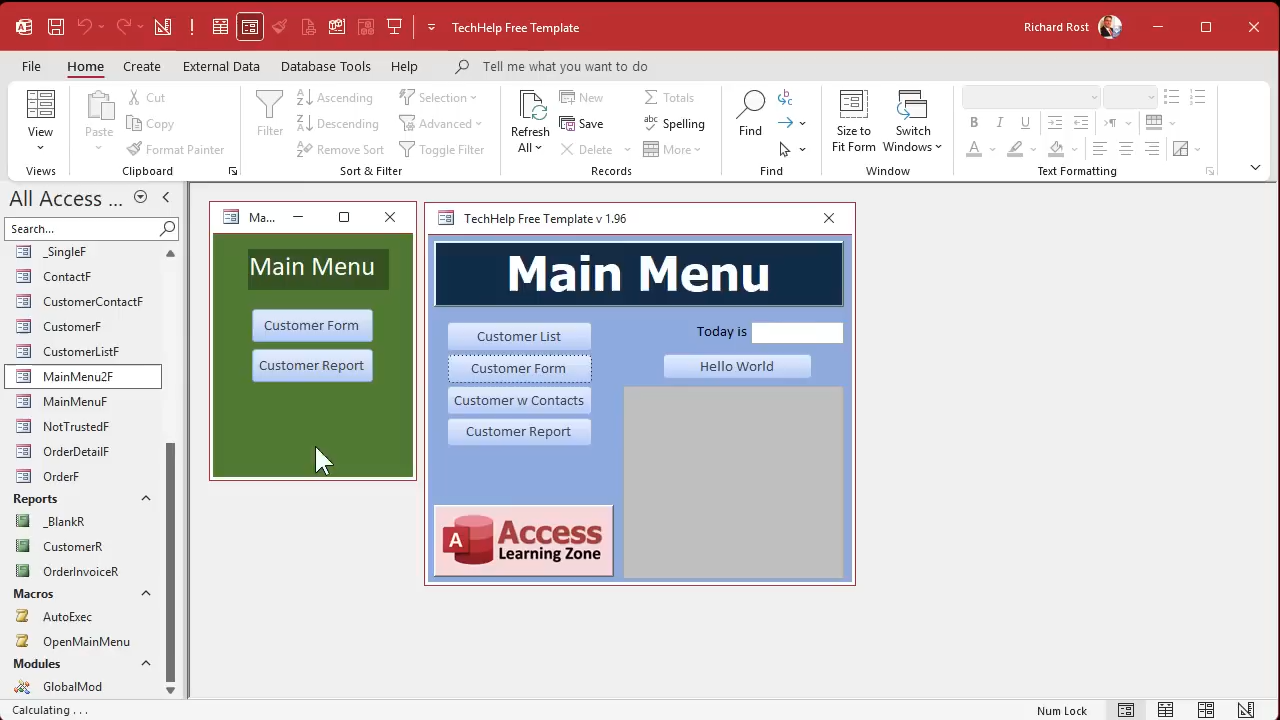 TechHelp Free Template
Richard Rost
File Home Create External Data Database Tools Help Tell me what you want to do
View
Views
Paste
Cut
Copy
Format Painter
Clipboard
Filter
Ascending
Descending
Remove Sort
Selection
Advanced
Toggle Filter
Sort & Filter
Refresh
All
New
Save
Delete
Totals
Spelling
More
Records
Find
Find
Size to
Fit Form
Switch
Windows
Window
B I U
A
Text Formatting
All Access ...
Search...
_SingleF
ContactF
CustomerContactF
CustomerF
CustomerListF
MainMenu2F
MainMenuF
NotTrustedF
OrderDetailF
OrderF
Reports
_BlankR
CustomerR
OrderInvoiceR
Macros
AutoExec
OpenMainMenu
Modules
GlobalMod
Ma...
Main Menu
Customer Form
Customer Report
TechHelp Free Template v 1.96
Main Menu
Customer List
Customer Form
Customer w Contacts
Customer Report
Today is
Hello World
A
Access
Learning Zone
Calculating . . .
Num Lock